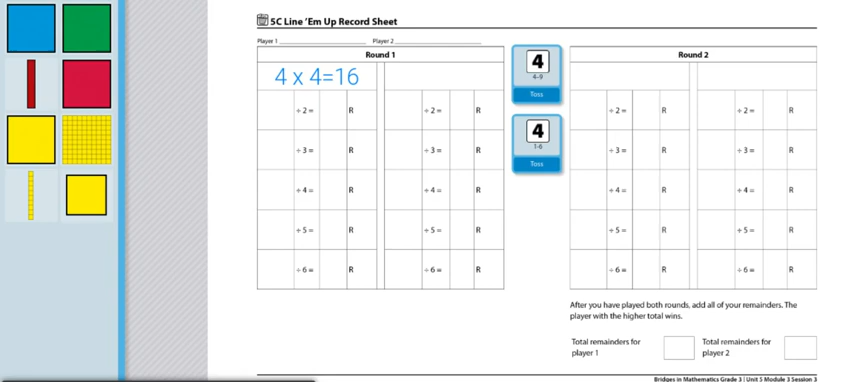 5C Line ’Em Up Record Sheet
Player 1 Player 2
Round 1
4 x 4=16
÷ 2 = R ÷ 2 = R
÷ 3 = R ÷ 3 = R
÷ 4 = R ÷ 4 = R
÷ 5 = R ÷ 5 = R
÷ 6 = R ÷ 6 = R
4
4-9
Toss
4
1-6
Toss
Round 2
÷ 2 = R ÷ 2 = R
÷ 3 = R ÷ 3 = R
÷ 4 = R ÷ 4 = R
÷ 5 = R ÷ 5 = R
÷ 6 = R ÷ 6 = R
After you have played both rounds, add all of your remainders. The
player with the higher total wins.
Total remainders for
player 1
Total remainders for
player 2
Bridges in Mathematics Grade 3 | Unit 5 Module 3 Session 3